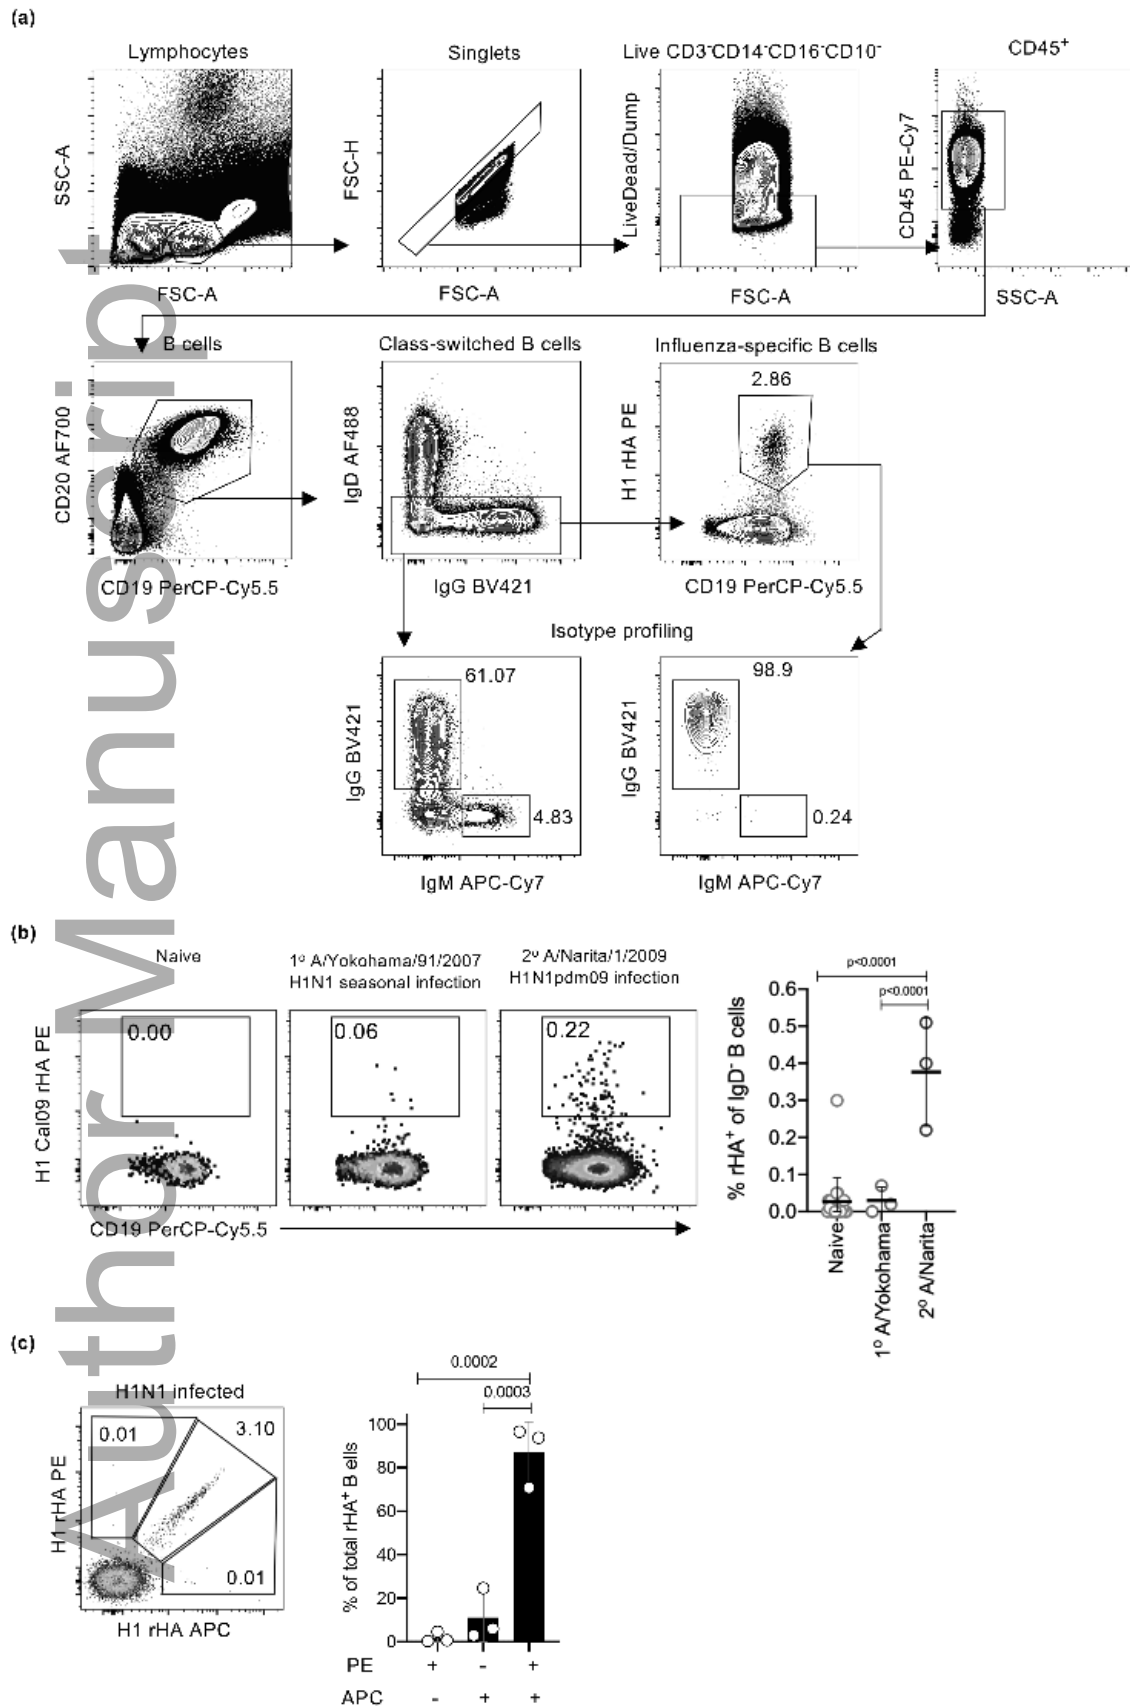 (a)
Lymphocytes
Singlets
Live CD3⁻CD14⁻CD16⁻CD10⁻
CD45⁺
SSC-A
FSC-H
LiveDead/Dump
CD45 PE-Cy7
FSC-A
FSC-A
FSC-A
SSC-A
B cells
Class-switched B cells
Influenza-specific B cells
2.86
CD20 AF700
IgD AF488
H1 rHA PE
CD19 PerCP-Cy5.5
IgG BV421
CD19 PerCP-Cy5.5
Isotype profiling
61.07
98.9
IgG BV421
IgG BV421
4.83
0.24
IgM APC-Cy7
IgM APC-Cy7
(b)
Naive
1º A/Yokohama/91/2007
H1N1 seasonal infection
2º A/Narita/1/2009
H1N1pdm09 infection
0.00
0.06
0.22
H1 Cal09 rHA PE
CD19 PerCP-Cy5.5
p<0.0001
p<0.0001
% rHA⁺ of IgD⁻ B cells
0.6
0.5
0.4
0.3
0.2
0.1
0.0
Naive
1º A/Yokohama
2º A/Narita
(c)
H1N1 infected
0.01
3.10
0.01
H1 rHA PE
H1 rHA APC
0.0002
0.0003
% of total rHA⁺ B ells
100
80
60
40
20
0
PE + - +
APC - + +
Author Manuscript